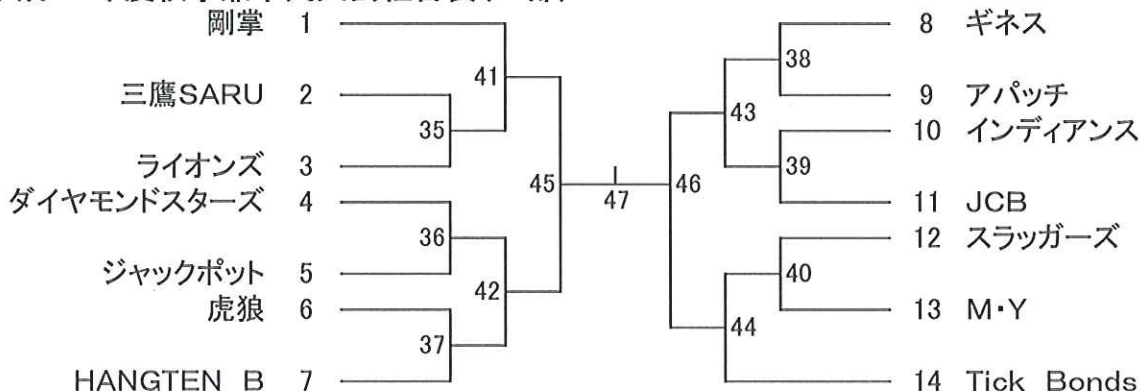 剛掌 1
三鷹SARU 2
ライオンズ 3
ダイヤモンドスターズ 4
ジャックポット 5
虎狼 6
HANGTEN B 7
41
35
36
42
37
45
47
46
43
38
39
40
44
8 ギネス
9 アパッチ
10 インディアンス
11 JCB
12 スラッガーズ
13 M・Y
14 Tick Bonds